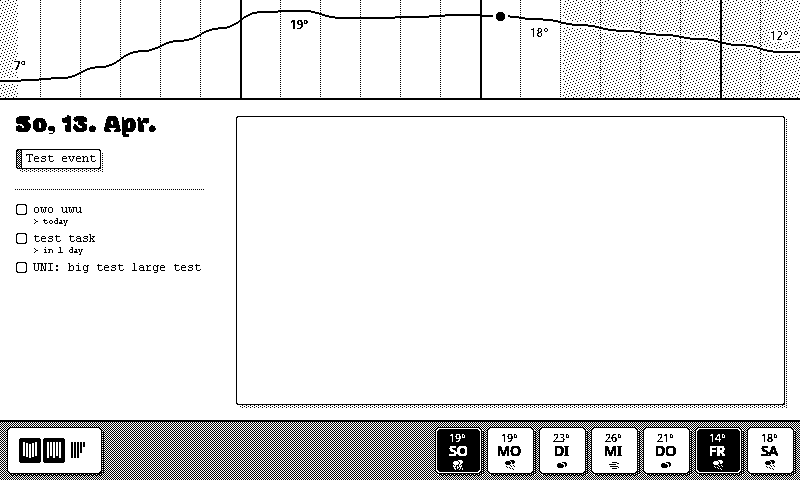 7°
19°
18°
12°
So, 13. Apr.
Test event
owo uwu
> today
test task
> in 1 day
UNI: big test large test
19° 19° 23° 26° 21° 14° 18°
SO MO DI MI DO FR SA